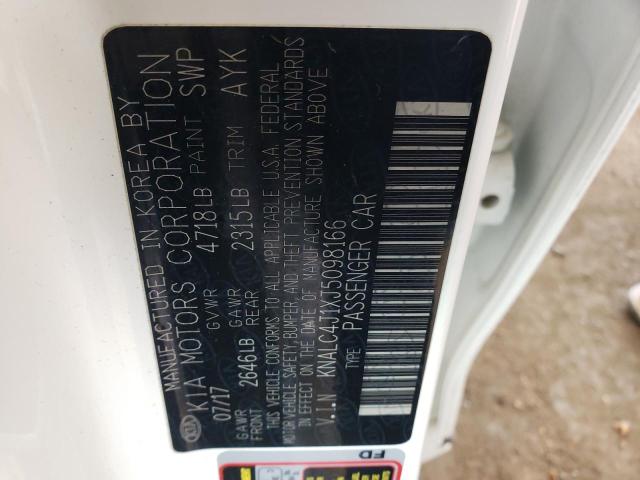 MANUFACTURED IN KOREA BY
KIA KIA MOTORS CORPORATION
07/17 GVWR 4718LB PAINT SWP
GAWR FRONT 2646LB GAWR REAR 2315LB TRIM AYK
THIS VEHICLE CONFORMS TO ALL APPLICABLE U.S.A. FEDERAL
MOTOR VEHICLE SAFETY, BUMPER, AND THEFT PREVENTION STANDARDS
IN EFFECT ON THE DATE OF MANUFACTURE SHOWN ABOVE
V.I.N KNALC4J1XJ5098166
TYPE PASSENGER CAR
FD